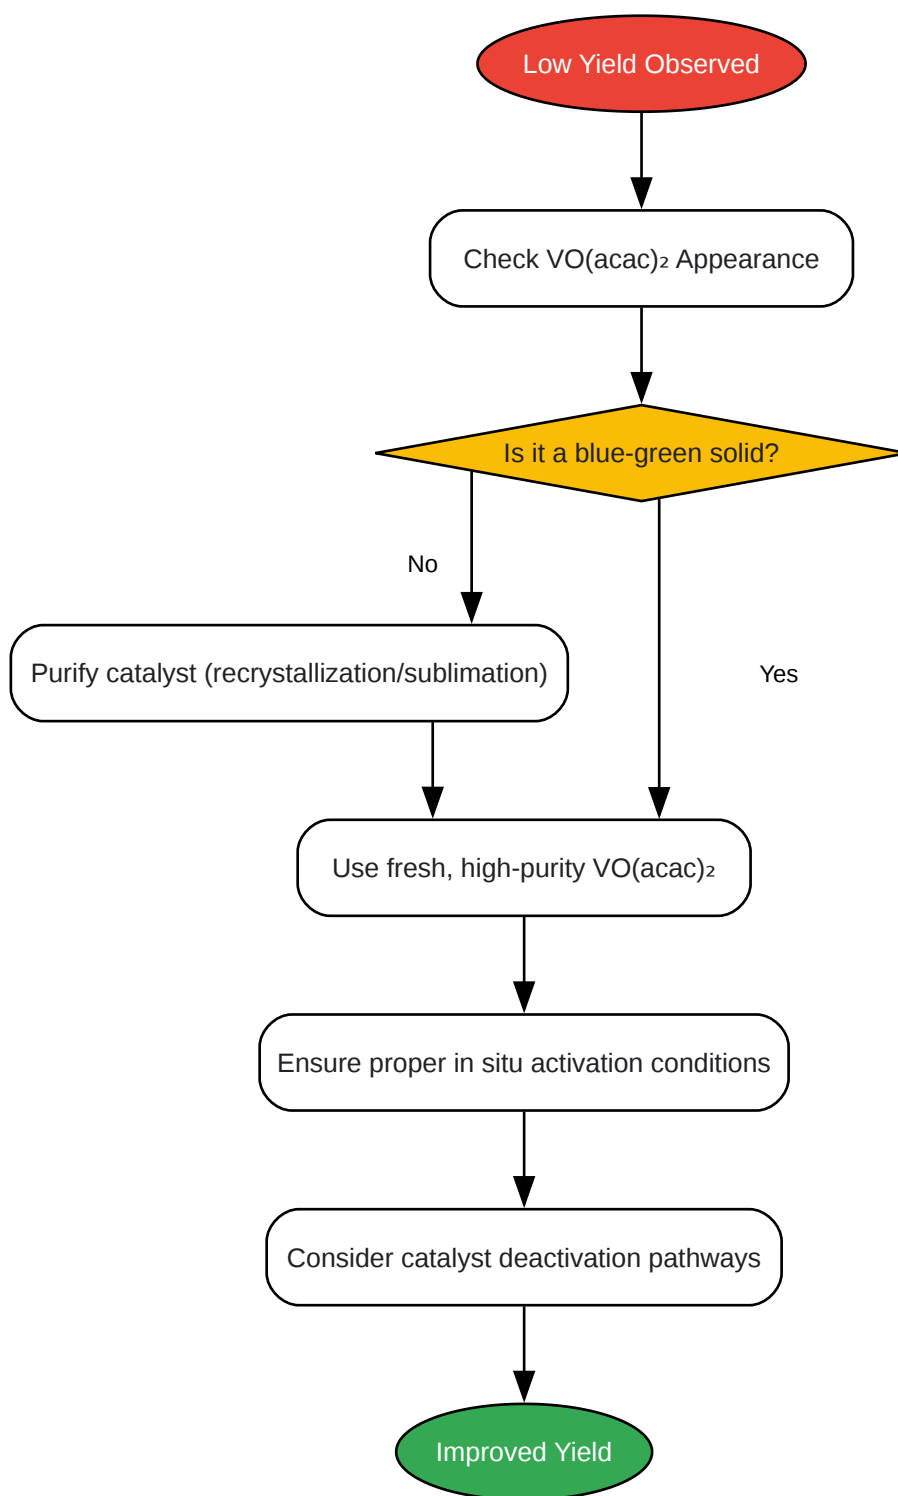 Low Yield Observed
Check VO(acac)₂ Appearance
Is it a blue-green solid?
No
Purify catalyst (recrystallization/sublimation)
Yes
Use fresh, high-purity VO(acac)₂
Ensure proper in situ activation conditions
Consider catalyst deactivation pathways
Improved Yield